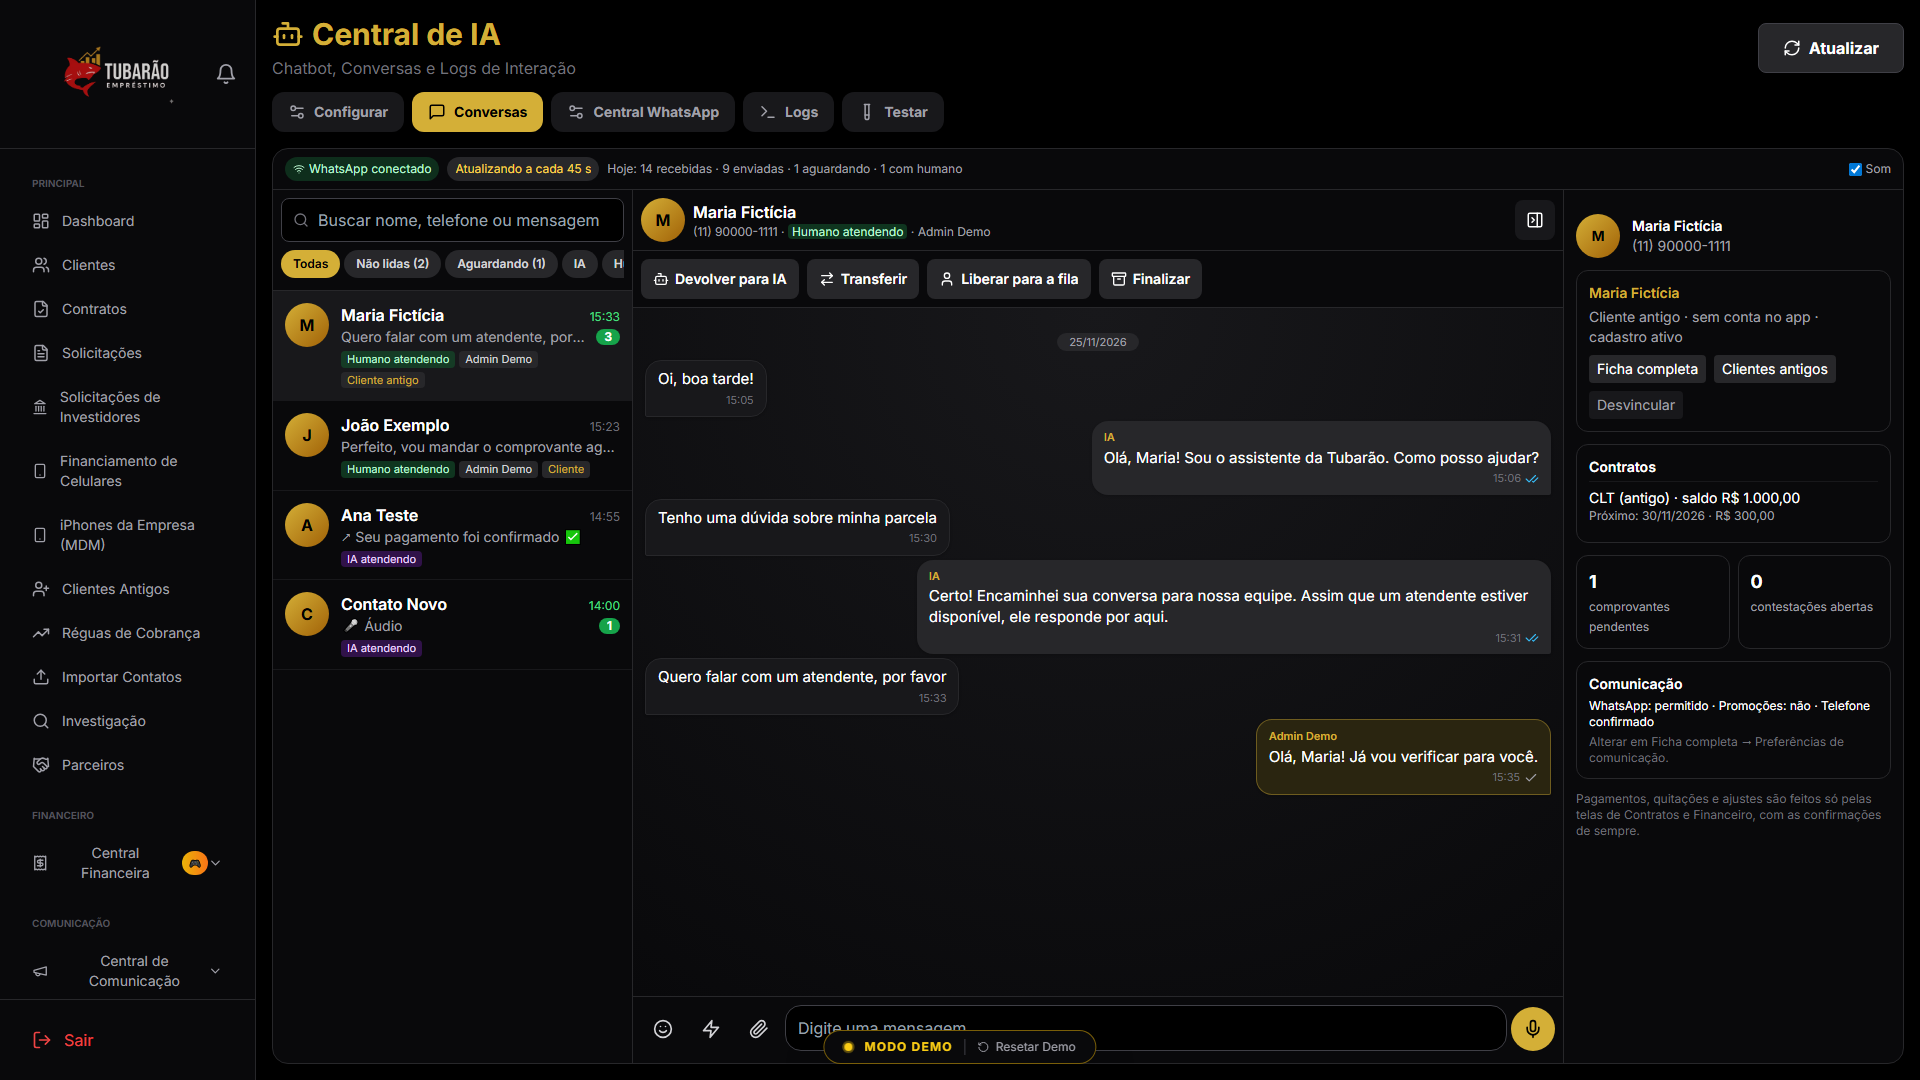 TUBARÃO
EMPRÉSTIMO
PRINCIPAL
Dashboard
Clientes
Contratos
Solicitações
Solicitações de
Investidores
Financiamento de
Celulares
iPhones da Empresa
(MDM)
Clientes Antigos
Réguas de Cobrança
Importar Contatos
Investigação
Parceiros
FINANCEIRO
Central
Financeira
COMUNICAÇÃO
Central de
Comunicação
Sair
Central de IA
Chatbot, Conversas e Logs de Interação
Atualizar
Configurar
Conversas
Central WhatsApp
Logs
Testar
WhatsApp conectado
Atualizando a cada 45 s
Hoje: 14 recebidas · 9 enviadas · 1 aguardando · 1 com humano
Som
Buscar nome, telefone ou mensagem
Todas
Não lidas (2)
Aguardando (1)
IA
M
Maria Fictícia
15:33
Quero falar com um atendente, por...
3
Humano atendendo
Admin Demo
Cliente antigo
J
João Exemplo
15:23
Perfeito, vou mandar o comprovante ag...
Humano atendendo
Admin Demo
Cliente
A
Ana Teste
14:55
↗ Seu pagamento foi confirmado ✅
IA atendendo
C
Contato Novo
14:00
🎤 Áudio
1
IA atendendo
M
Maria Fictícia
(11) 90000-1111 · Humano atendendo · Admin Demo
Devolver para IA
Transferir
Liberar para a fila
Finalizar
25/11/2026
Oi, boa tarde!
15:05
IA
Olá, Maria! Sou o assistente da Tubarão. Como posso ajudar?
15:06
Tenho uma dúvida sobre minha parcela
15:30
IA
Certo! Encaminhei sua conversa para nossa equipe. Assim que um atendente estiver
disponível, ele responde por aqui.
15:31
Quero falar com um atendente, por favor
15:33
Admin Demo
Olá, Maria! Já vou verificar para você.
15:35
Digite uma mensagem
MODO DEMO
Resetar Demo
M
Maria Fictícia
(11) 90000-1111
Maria Fictícia
Cliente antigo · sem conta no app ·
cadastro ativo
Ficha completa
Clientes antigos
Desvincular
Contratos
CLT (antigo) · saldo R$ 1.000,00
Próximo: 30/11/2026 · R$ 300,00
1
comprovantes
pendentes
0
contestações abertas
Comunicação
WhatsApp: permitido · Promoções: não · Telefone
confirmado
Alterar em Ficha completa → Preferências de
comunicação.
Pagamentos, quitações e ajustes são feitos só pelas
telas de Contratos e Financeiro, com as confirmações
de sempre.